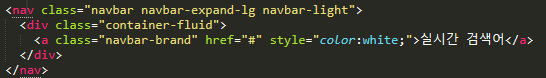 <nav class="navbar navbar-expand-lg navbar-light">
<div class="container-fluid">
<a class="navbar-brand" href="#" style="color:white;">실시간 검색어</a>
</div>
</nav>